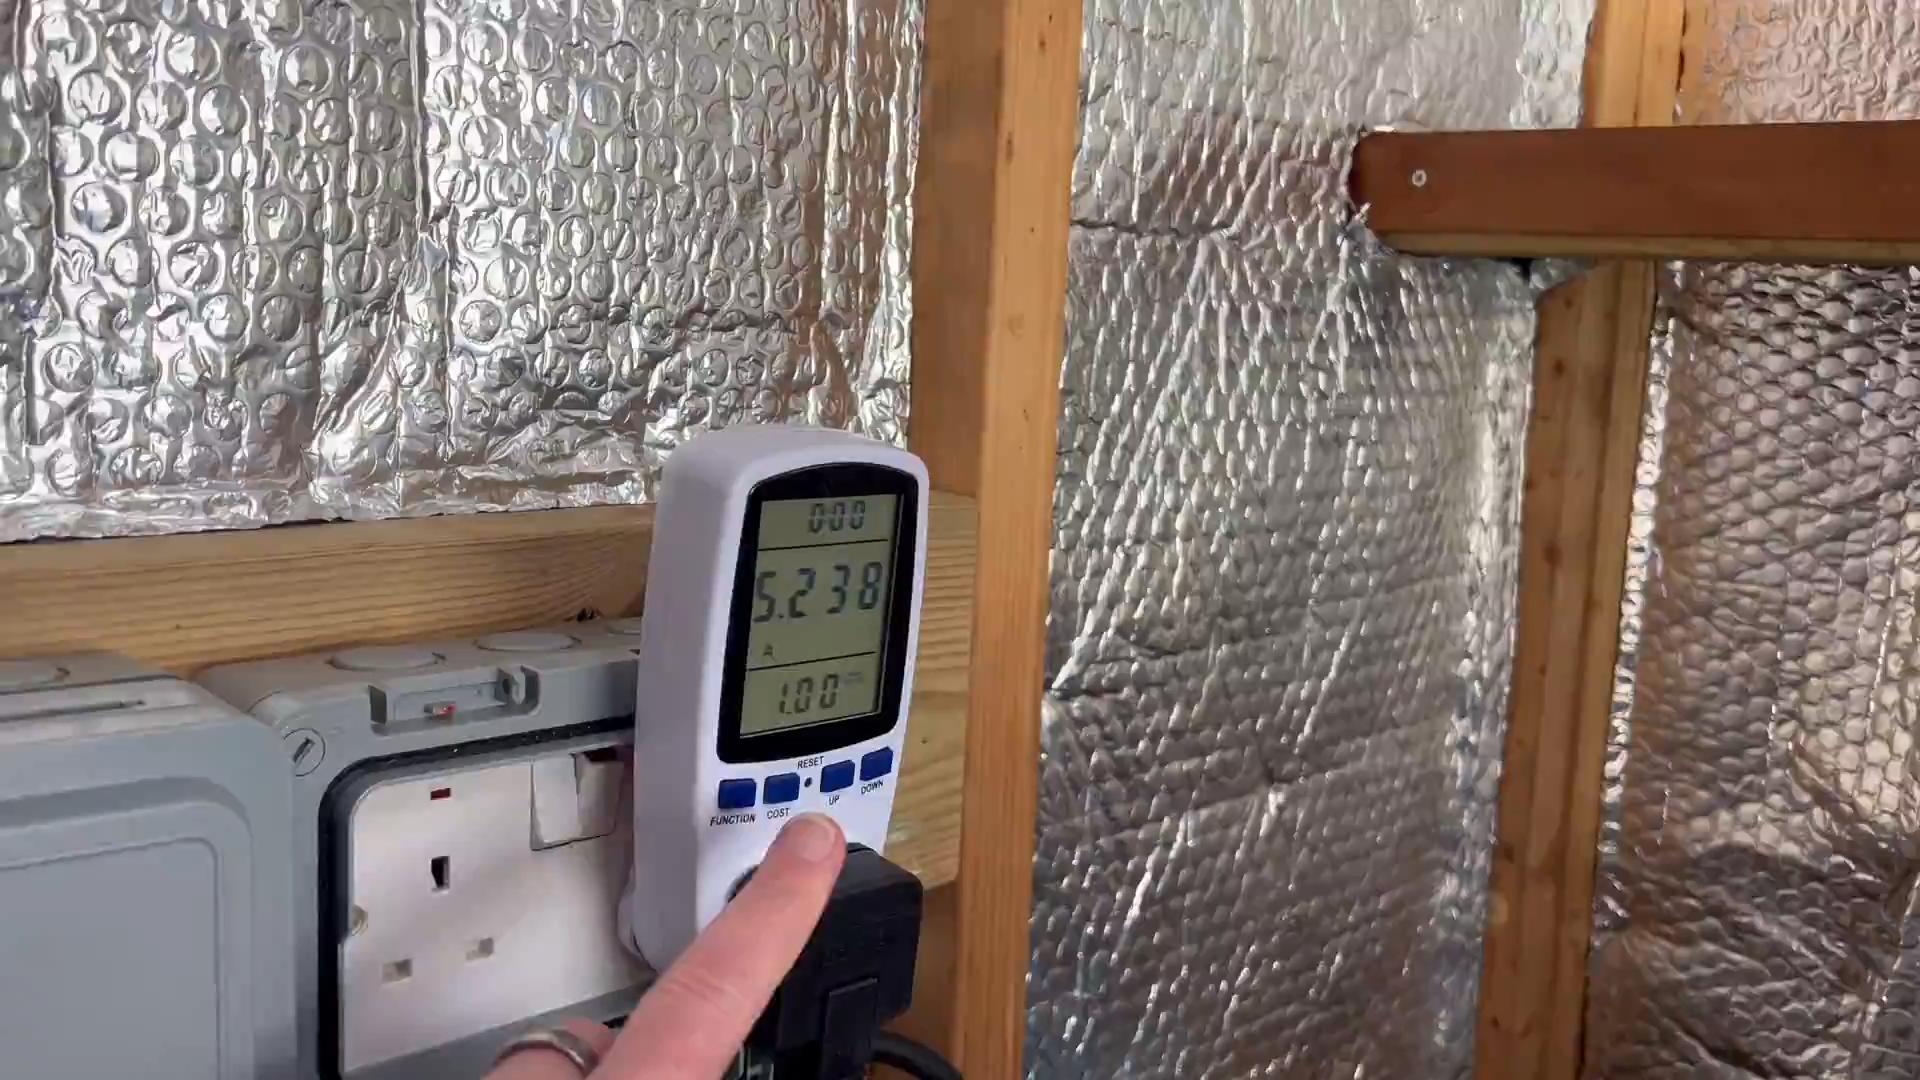 0:00
5.238
A
1.00
RESET
FUNCTION COST UP DOWN